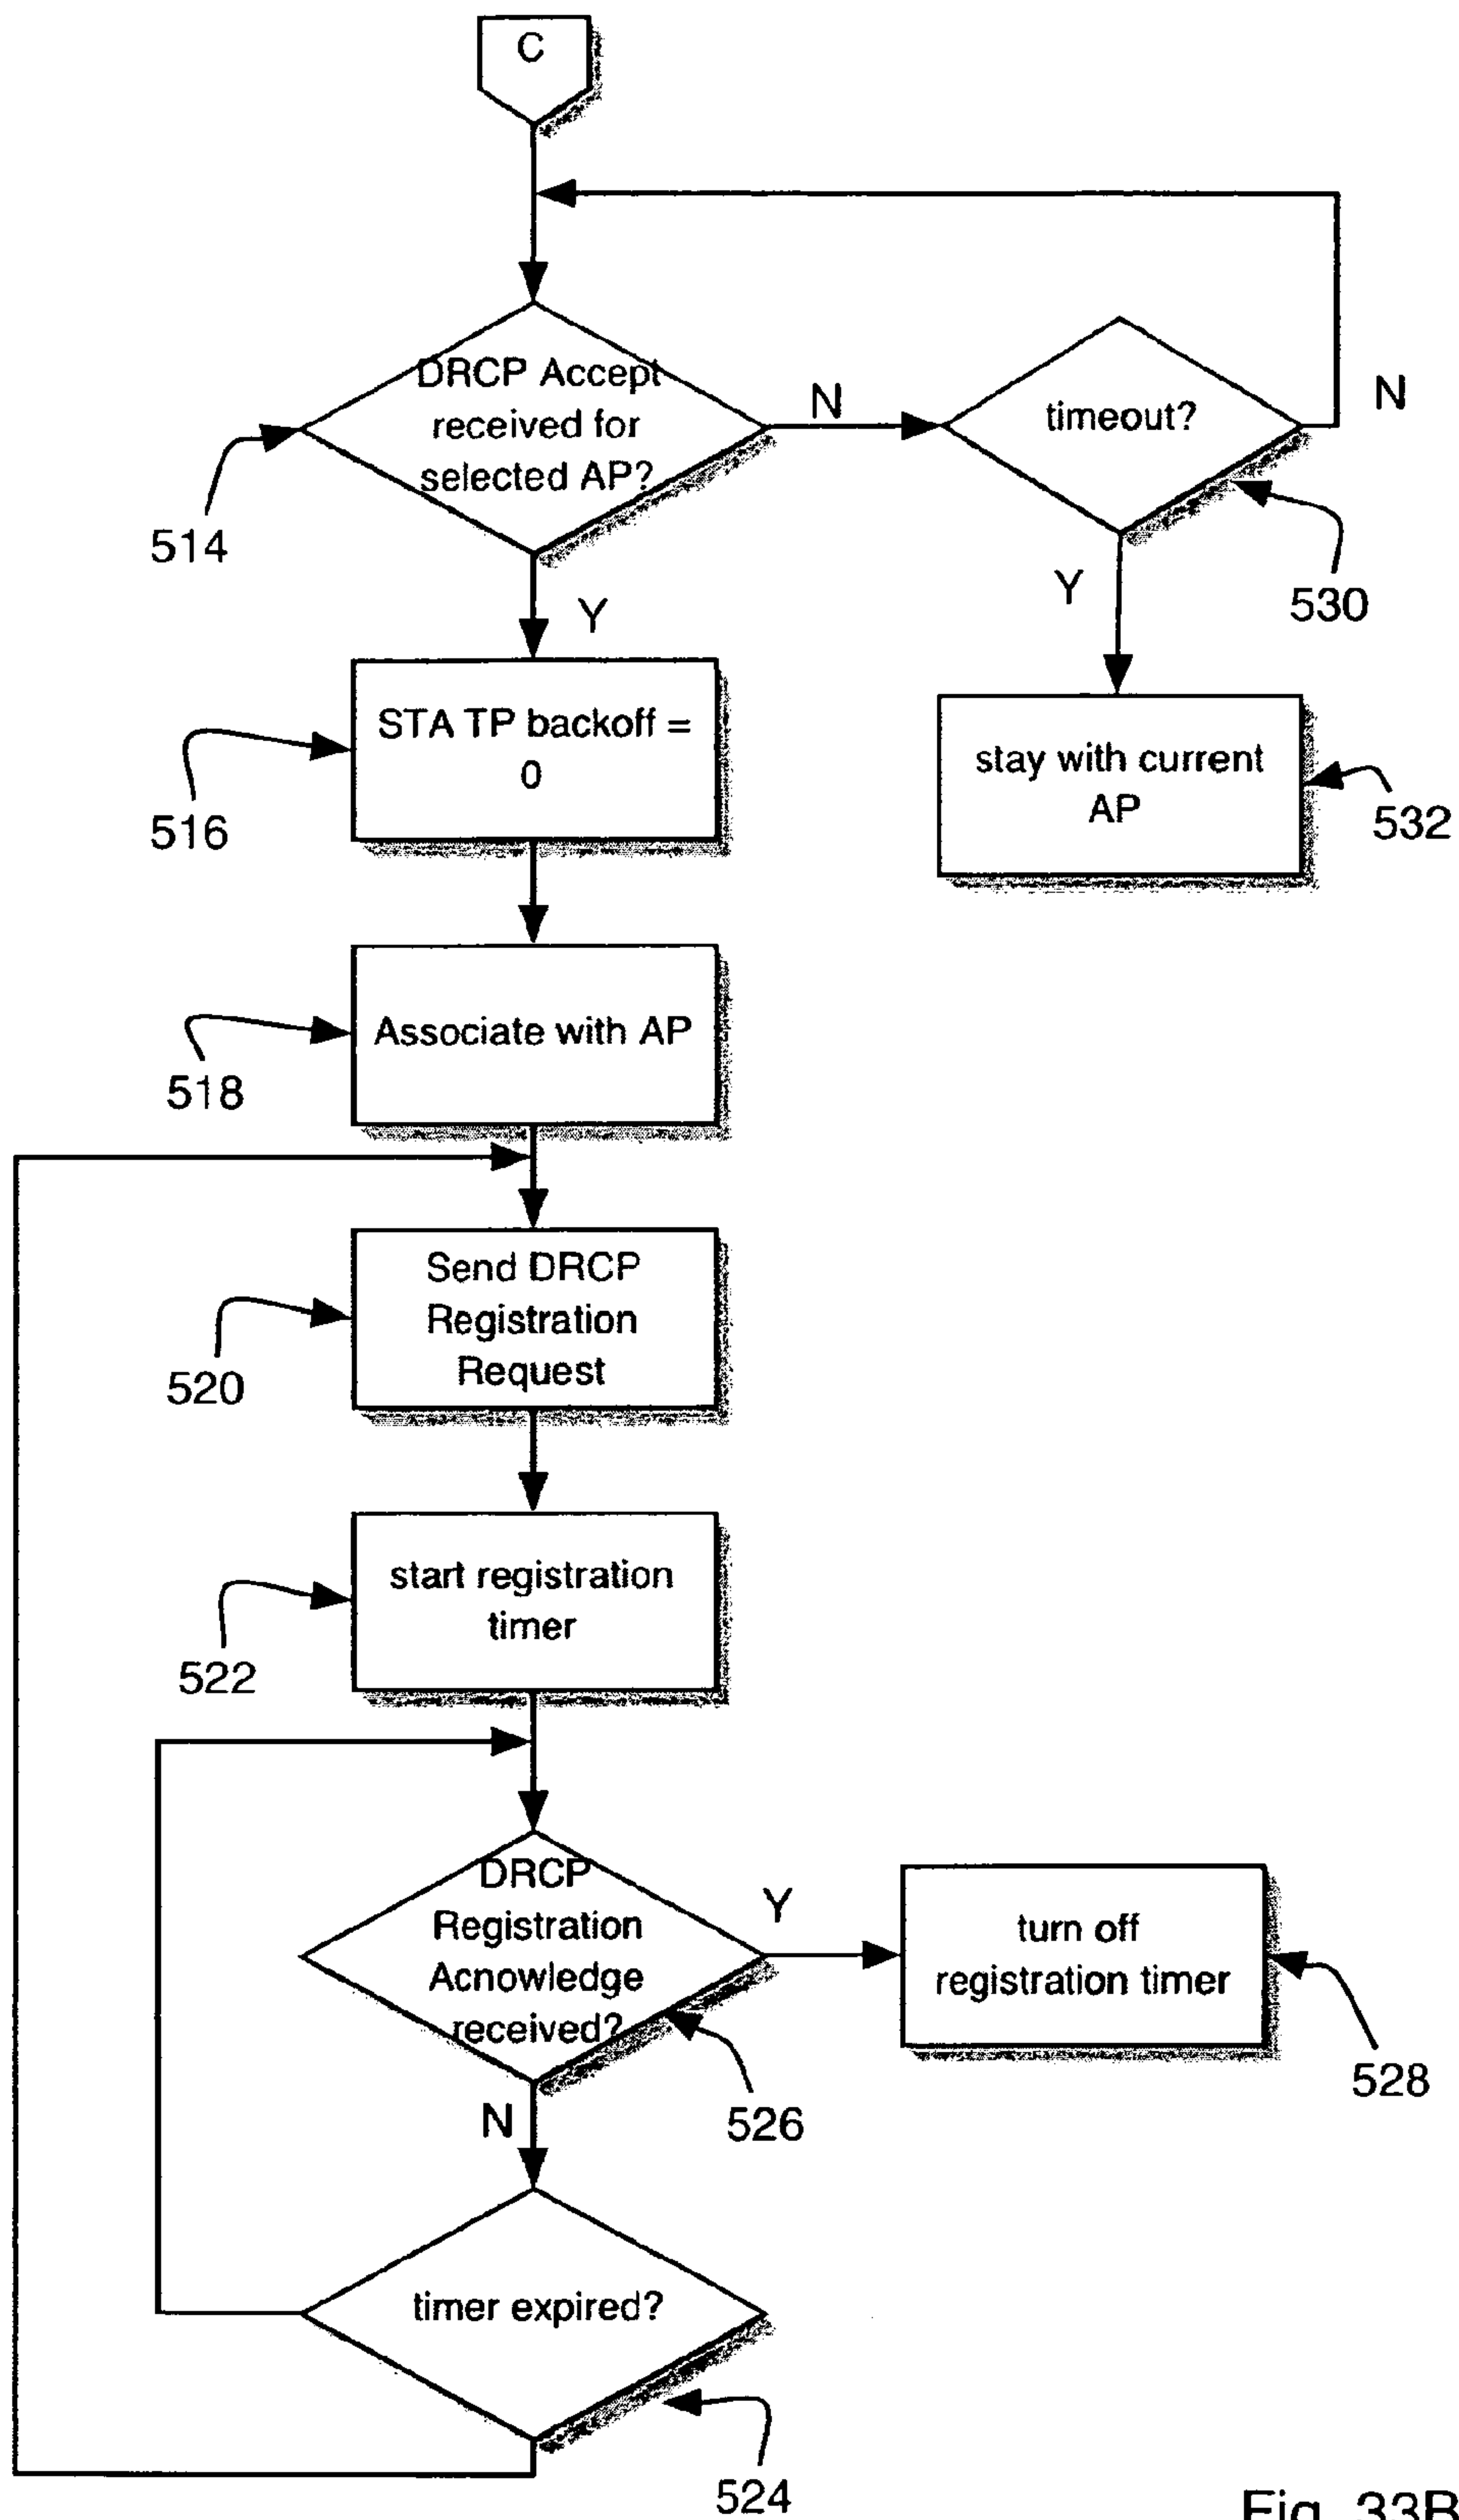 C
DRCP Accept
received for
selected AP?
N
timeout?
N
514
Y
Y
530
STA TP backoff =
0
516
stay with current
AP
532
Associate with AP
518
Send DRCP
Registration
Request
520
start registration
timer
522
DRCP
Registration
Acnowledge
received?
Y
turn off
registration timer
528
N
526
timer expired?
524
Fig. 33B